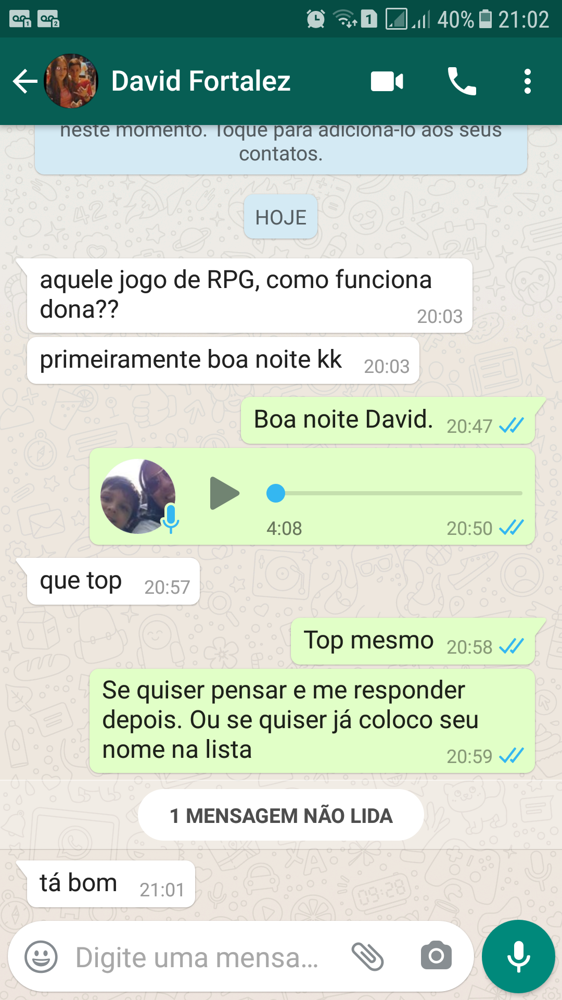 1
2
1
40%
21:02
David Fortalez
neste momento. Toque para adicioná-lo aos seus
contatos.
HOJE
aquele jogo de RPG, como funciona
dona??
20:03
primeiramente boa noite kk
20:03
Boa noite David.
20:47
4:08
20:50
que top
20:57
Top mesmo
20:58
Se quiser pensar e me responder
depois. Ou se quiser já coloco seu
nome na lista
20:59
1 MENSAGEM NÃO LIDA
tá bom
21:01
Digite uma mensa...